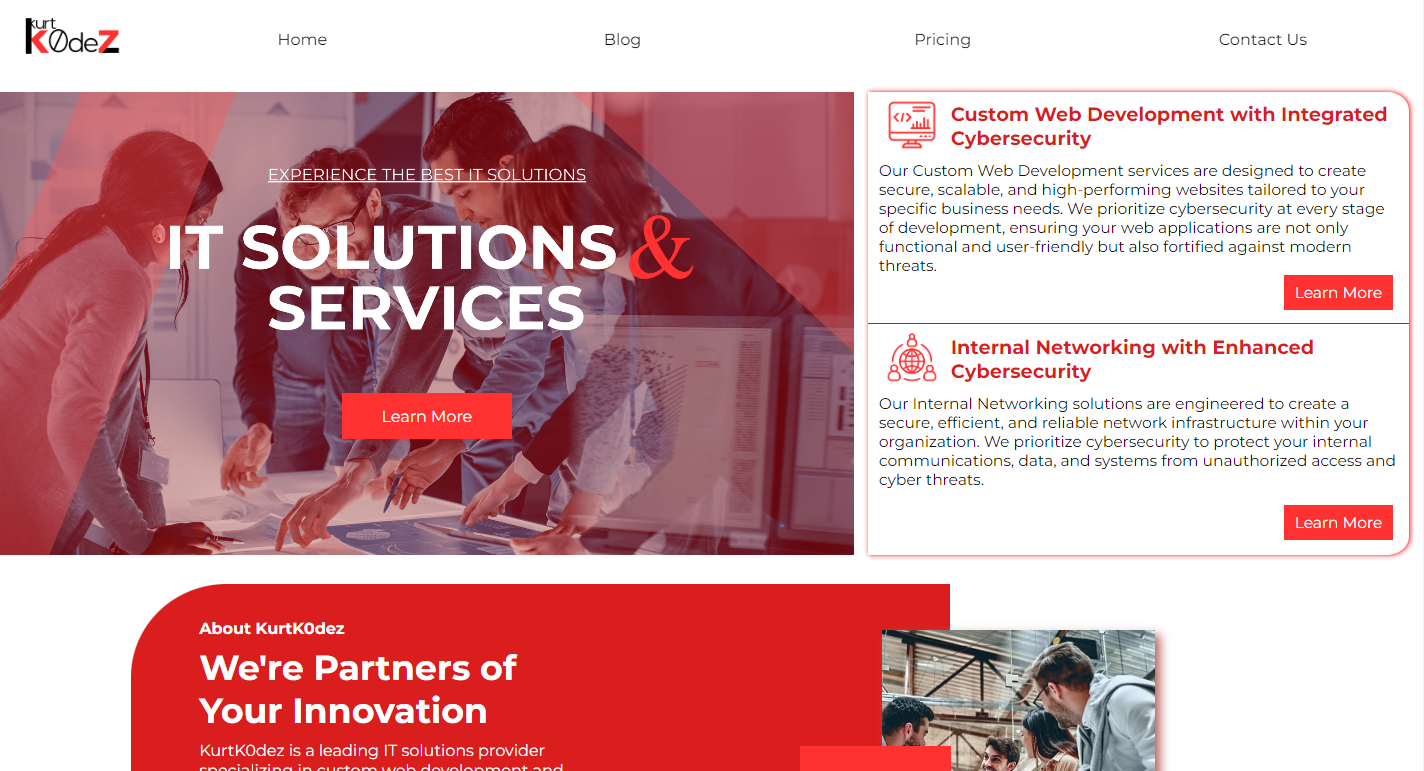 kurt
K0deZ
Home
Blog
Pricing
Contact Us
EXPERIENCE THE BEST IT SOLUTIONS
IT SOLUTIONS &
SERVICES
Learn More
Custom Web Development with Integrated
Cybersecurity
Our Custom Web Development services are designed to create
secure, scalable, and high-performing websites tailored to your
specific business needs. We prioritize cybersecurity at every stage
of development, ensuring your web applications are not only
functional and user-friendly but also fortified against modern
threats.
Learn More
Internal Networking with Enhanced
Cybersecurity
Our Internal Networking solutions are engineered to create a
secure, efficient, and reliable network infrastructure within your
organization. We prioritize cybersecurity to protect your internal
communications, data, and systems from unauthorized access and
cyber threats.
Learn More
About KurtK0dez
We're Partners of
Your Innovation
KurtK0dez is a leading IT solutions provider
specializing in custom web development and